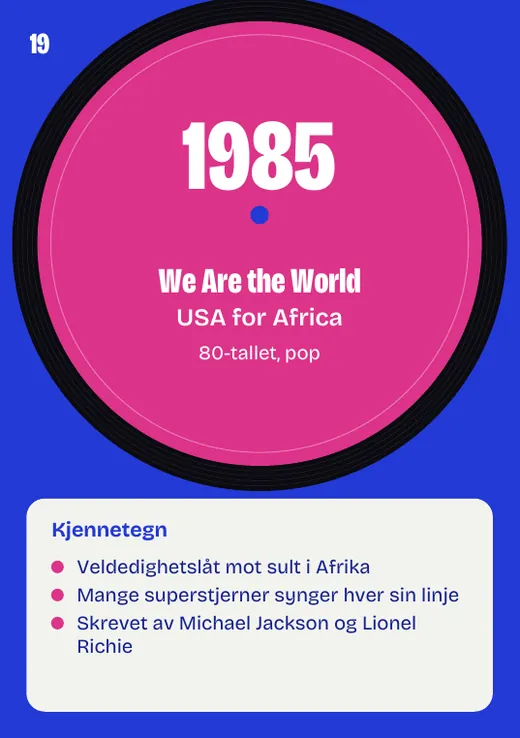 19
1985
We Are the World
USA for Africa
80-tallet, pop
Kjennetegn
Veldedighetslåt mot sult i Afrika
Mange superstjerner synger hver sin linje
Skrevet av Michael Jackson og Lionel
Richie